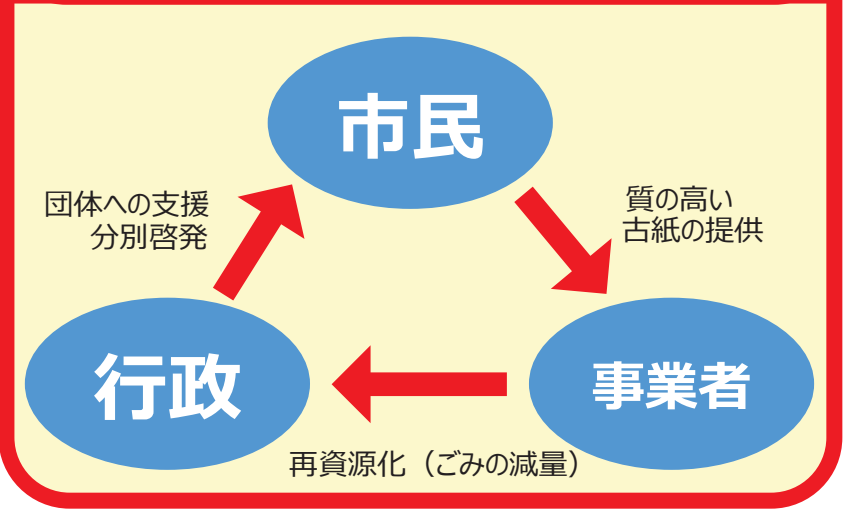 市民
団体への支援
分別啓発
質の高い
古紙の提供
行政
事業者
再資源化（ごみの減量）